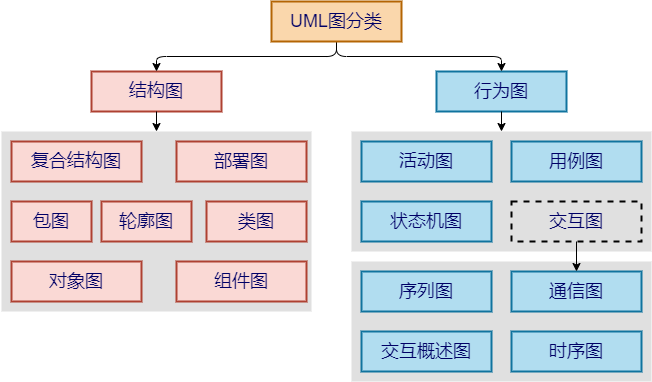 UML图分类
结构图
行为图
复合结构图
部署图
包图
轮廓图
类图
对象图
组件图
活动图
用例图
状态机图
交互图
序列图
通信图
交互概述图
时序图